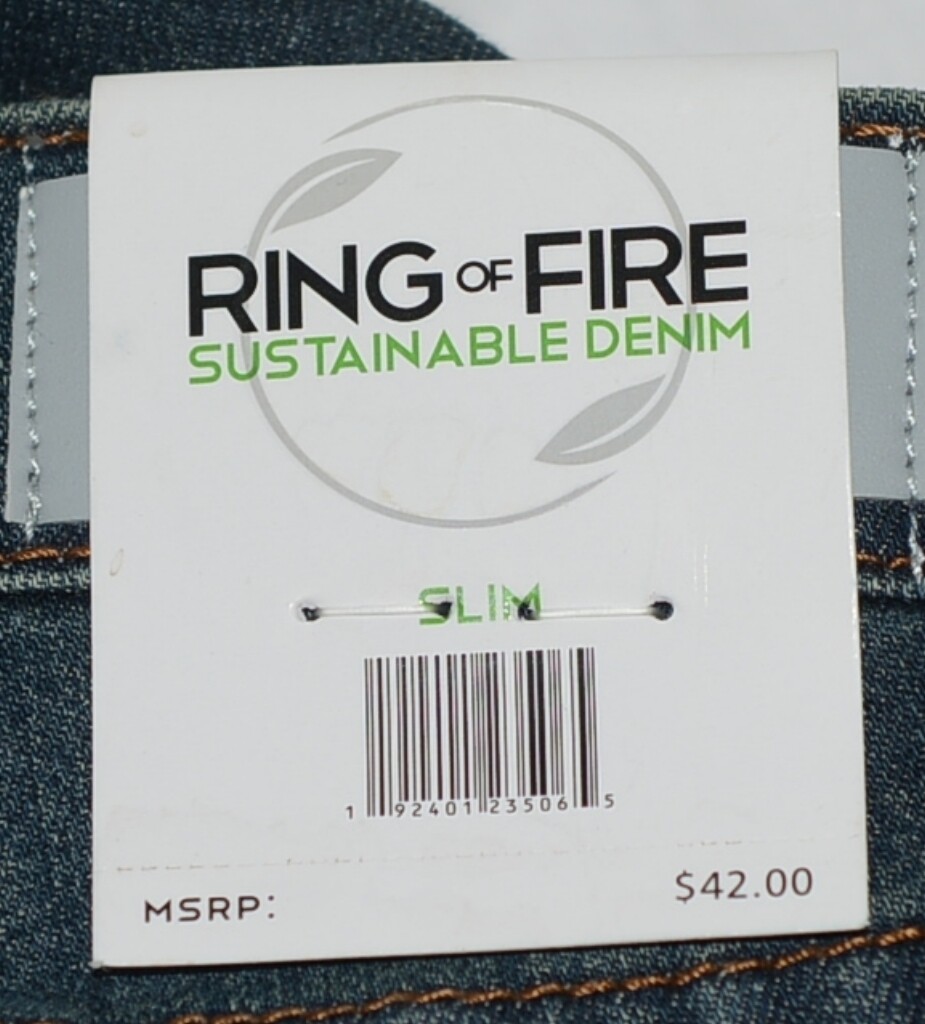 RING OF FIRE
SUSTAINABLE DENIM
SLIM
1 92401 23506 5
MSRP: $42.00